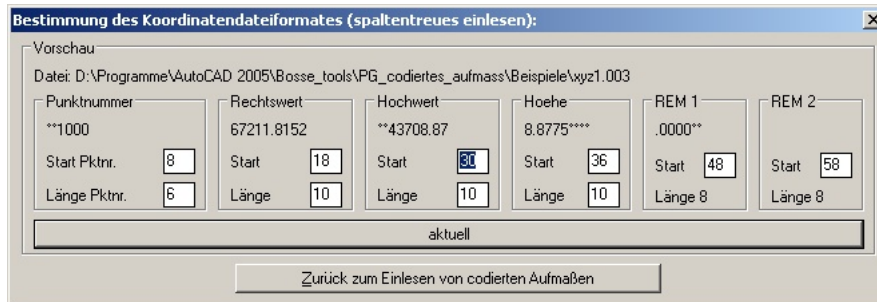 Bestimmung des Koordinatendateiformates (spaltentreues einlesen):
Vorschau
Datei: D:\Programme\AutoCAD 2005\Bosse_tools\PG_codiertes_aufmass\Beispiele\xyz1.003
Punktnummer Rechtswert Hochwert Hoehe REM 1 REM 2
**1000 67211.8152 **43708.87 8.8775**** .0000**
Start Pktnr. 8 Start 18 Start 30 Start 36 Start 48 Start 58
Länge Pktnr. 6 Länge 10 Länge 10 Länge 10 Länge 8 Länge 8
aktuell
Zurück zum Einlesen von codierten Aufmaßen